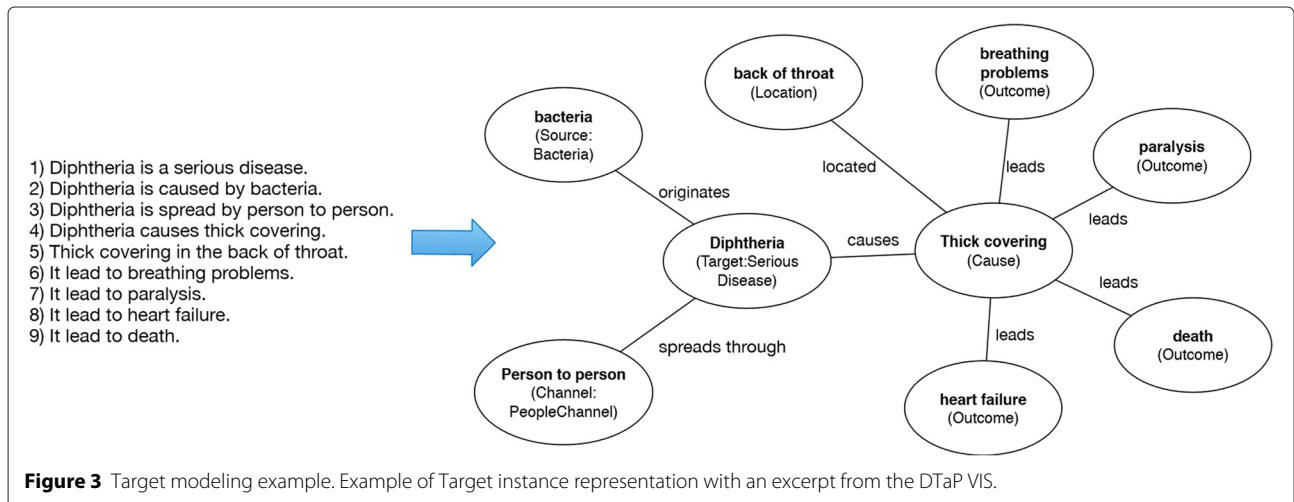 1) Diphtheria is a serious disease.
2) Diphtheria is caused by bacteria.
3) Diphtheria is spread by person to person.
4) Diphtheria causes thick covering.
5) Thick covering in the back of throat.
6) It lead to breathing problems.
7) It lead to paralysis.
8) It lead to heart failure.
9) It lead to death.
bacteria
(Source:
Bacteria)
originates
Diphtheria
(Target:Serious
Disease)
spreads through
Person to person
(Channel:
PeopleChannel)
causes
back of throat
(Location)
located
Thick covering
(Cause)
breathing
problems
(Outcome)
leads
paralysis
(Outcome)
leads
death
(Outcome)
leads
heart failure
(Outcome)
leads
Figure 3 Target modeling example. Example of Target instance representation with an excerpt from the DTaP VIS.